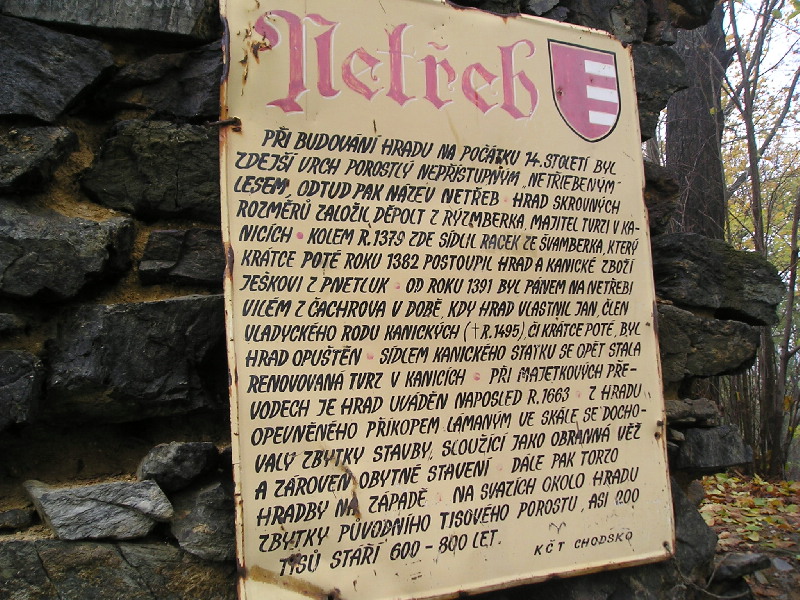 Netřeb
PŘI BUDOVÁNÍ HRADU NA POČÁTKU 14. STOLETÍ BYL
ZDEJŠÍ VRCH POROSTLÝ NEPŘÍSTUPNÝM „NETŘIEBENÝM"
LESEM. ODTUD PAK NÁZEV NETŘEB • HRAD SKROVNÝCH
ROZMĚRŮ ZALOŽIL DĚPOLT Z RÝZMBERKA, MAJITEL TVRZI V KA-
NICÍCH • KOLEM R. 1379 ZDE SÍDLIL RACEK ZE ŠVAMBERKA, KTERÝ
KRÁTCE POTÉ ROKU 1382 POSTOUPIL HRAD A KANICKÉ ZBOŽÍ
JEŠKOVI Z PNETLUK • OD ROKU 1391 BYL PÁNEM NA NETŘEBI
VILÉM Z ČACHROVA V DOBĚ, KDY HRAD VLASTNIL JAN, ČLEN
VLADYCKÉHO RODU KANICKÝCH († R. 1495), ČI KRÁTCE POTÉ, BYL
HRAD OPUŠTĚN • SÍDLEM KANICKÉHO STATKU SE OPĚT STALA
RENOVOVANÁ TVRZ V KANICÍCH • PŘI MAJETKOVÝCH PŘE-
VODECH JE HRAD UVÁDĚN NAPOSLED R. 1663 • Z HRADU
OPEVNĚNÉHO PŘÍKOPEM LÁMANÝM VE SKÁLE SE DOCHO-
VALY ZBYTKY STAVBY, SLOUŽÍCÍ JAKO OBRANNÁ VĚŽ
A ZÁROVEŇ OBYTNÉ STAVENÍ • DÁLE PAK TORZO
HRADBY NA ZÁPADĚ • NA SVAZÍCH OKOLO HRADU
ZBYTKY PŮVODNÍHO TISOVÉHO POROSTU, ASI 200
TISŮ STÁŘÍ 600 - 800 LET.
KČT CHODSKO